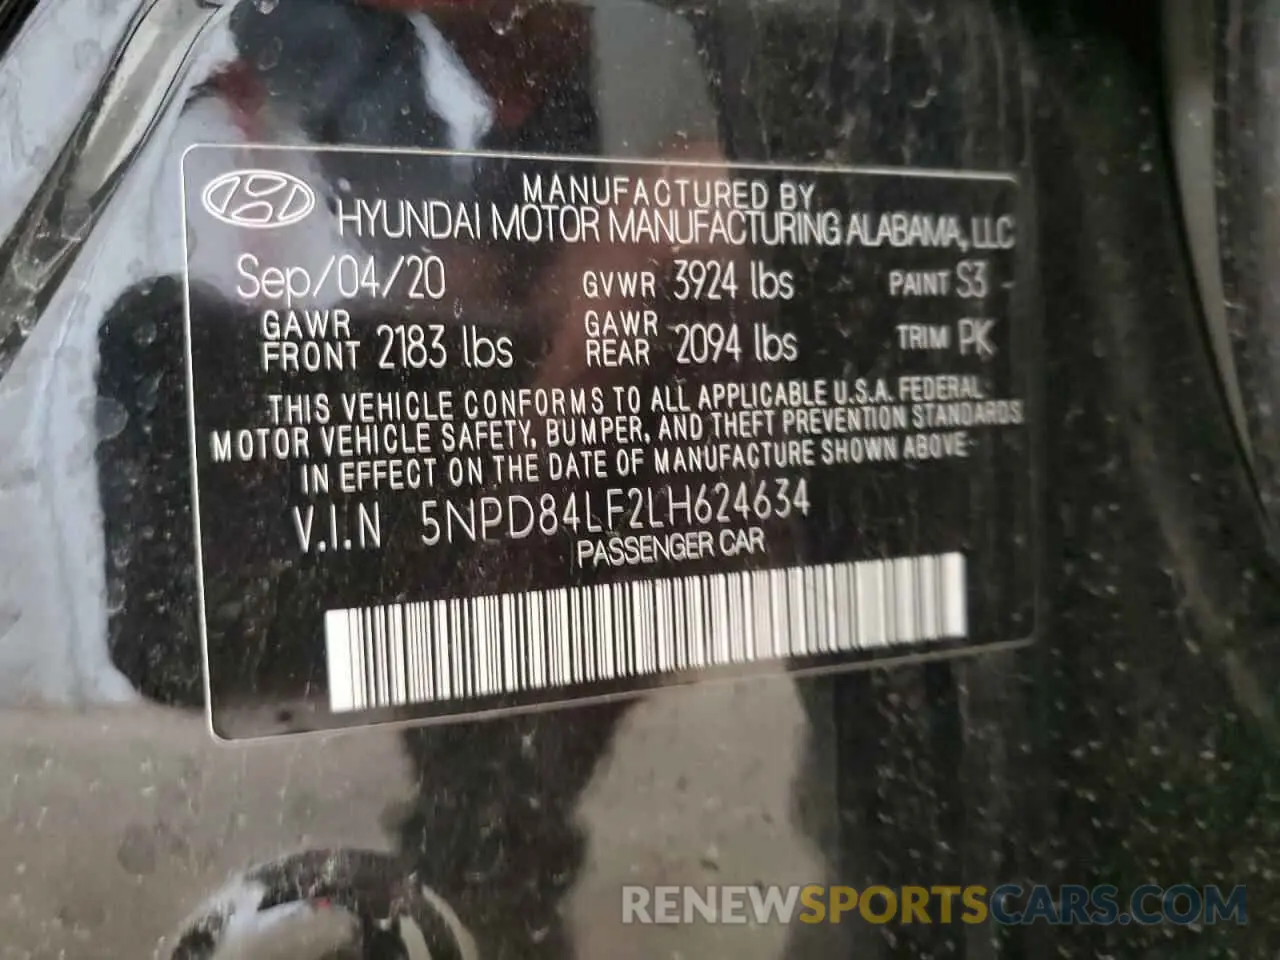 MANUFACTURED BY
HYUNDAI MOTOR MANUFACTURING ALABAMA, LLC
Sep/04/20 GVWR 3924 lbs PAINT S3
GAWR FRONT 2183 lbs GAWR REAR 2094 lbs TRIM PK
THIS VEHICLE CONFORMS TO ALL APPLICABLE U.S.A. FEDERAL
MOTOR VEHICLE SAFETY, BUMPER, AND THEFT PREVENTION STANDARDS
IN EFFECT ON THE DATE OF MANUFACTURE SHOWN ABOVE
V.I.N 5NPD84LF2LH624634
PASSENGER CAR
RENEWSPORTSCARS.COM